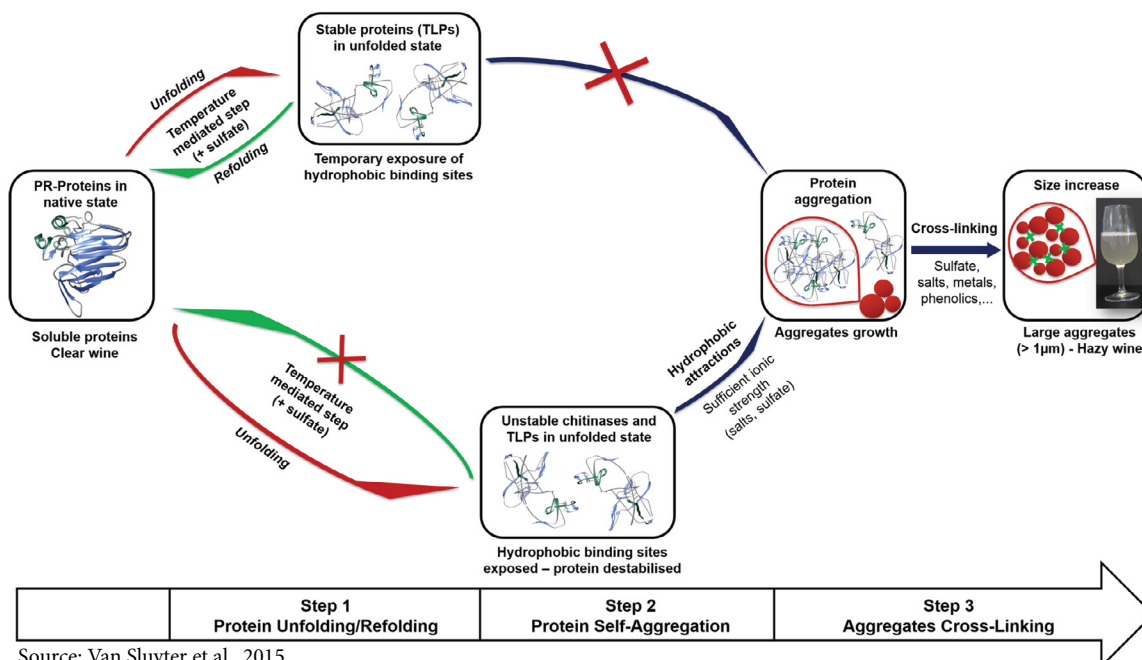 Stable proteins (TLPs)
in unfolded state
Unfolding
Temperature
mediated step
(+ sulfate)
Refolding
Temporary exposure of
hydrophobic binding sites
PR-Proteins in
native state
Soluble proteins
Clear wine
Protein
aggregation
Aggregates growth
Cross-linking
Sulfate,
salts, metals,
phenolics,...
Size increase
Large aggregates
(> 1µm) - Hazy wine
Temperature
mediated step
(+ sulfate)
Unfolding
Hydrophobic
attractions
Sufficient ionic
strength
(salts, sulfate)
Unstable chitinases and
TLPs in unfolded state
Hydrophobic binding sites
exposed – protein destabilised
Step 1
Protein Unfolding/Refolding
Step 2
Protein Self-Aggregation
Step 3
Aggregates Cross-Linking
Source: Van Sluyter et al., 2015